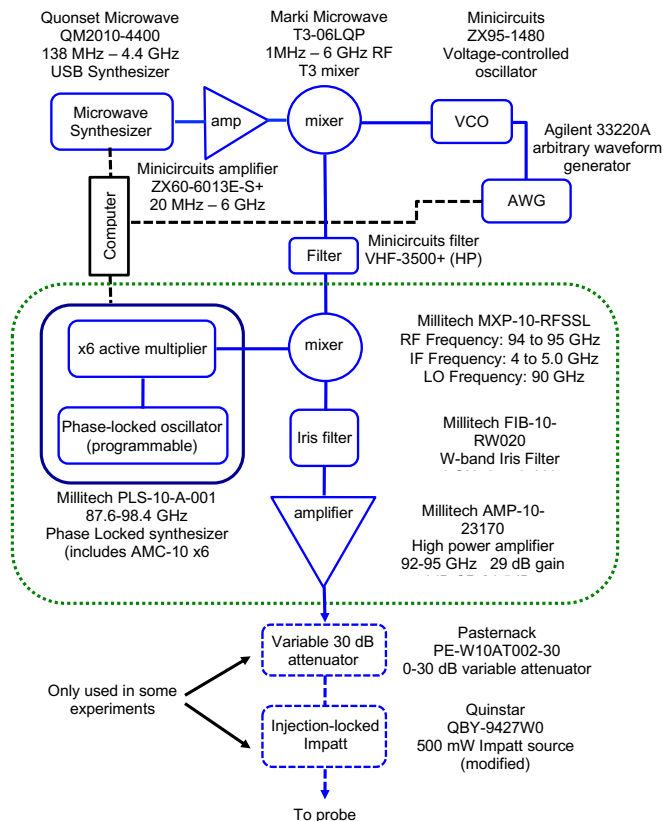 Quonset Microwave
QM2010-4400
138 MHz – 4.4 GHz
USB Synthesizer
Marki Microwave
T3-06LQP
1MHz – 6 GHz RF
T3 mixer
Minicircuits
ZX95-1480
Voltage-controlled
oscillator
Microwave
Synthesizer
amp
mixer
VCO
Agilent 33220A
arbitrary waveform
generator
AWG
Minicircuits amplifier
ZX60-6013E-S+
20 MHz – 6 GHz
Computer
Filter
Minicircuits filter
VHF-3500+ (HP)
x6 active multiplier
mixer
Millitech MXP-10-RFSSL
RF Frequency: 94 to 95 GHz
IF Frequency: 4 to 5.0 GHz
LO Frequency: 90 GHz
Phase-locked oscillator
(programmable)
Iris filter
Millitech FIB-10-
RW020
W-band Iris Filter
Millitech PLS-10-A-001
87.6-98.4 GHz
Phase Locked synthesizer
(includes AMC-10 x6
amplifier
Millitech AMP-10-
23170
High power amplifier
92-95 GHz 29 dB gain
Variable 30 dB
attenuator
Pasternack
PE-W10AT002-30
0-30 dB variable attenuator
Only used in some
experiments
Injection-locked
Impatt
Quinstar
QBY-9427W0
500 mW Impatt source
(modified)
To probe